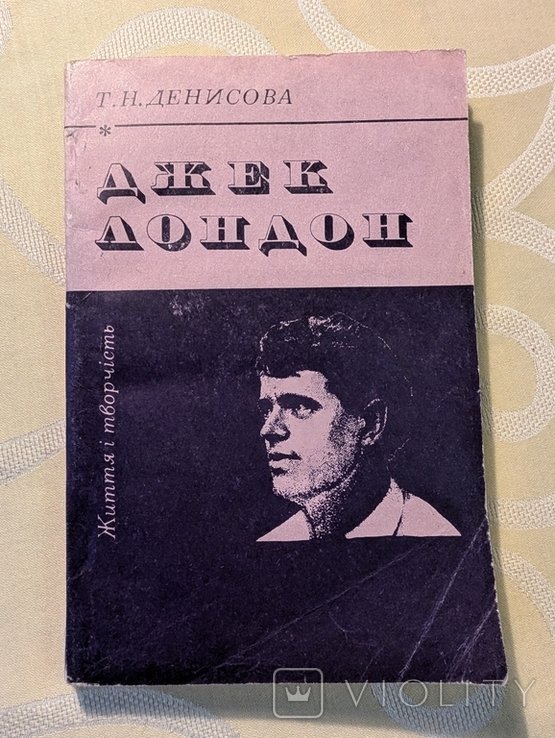 Т.Н.ДЕНИСОВА
*
ДЖЕК
ЛОНДОН
Життя і творчість
VIOLITY